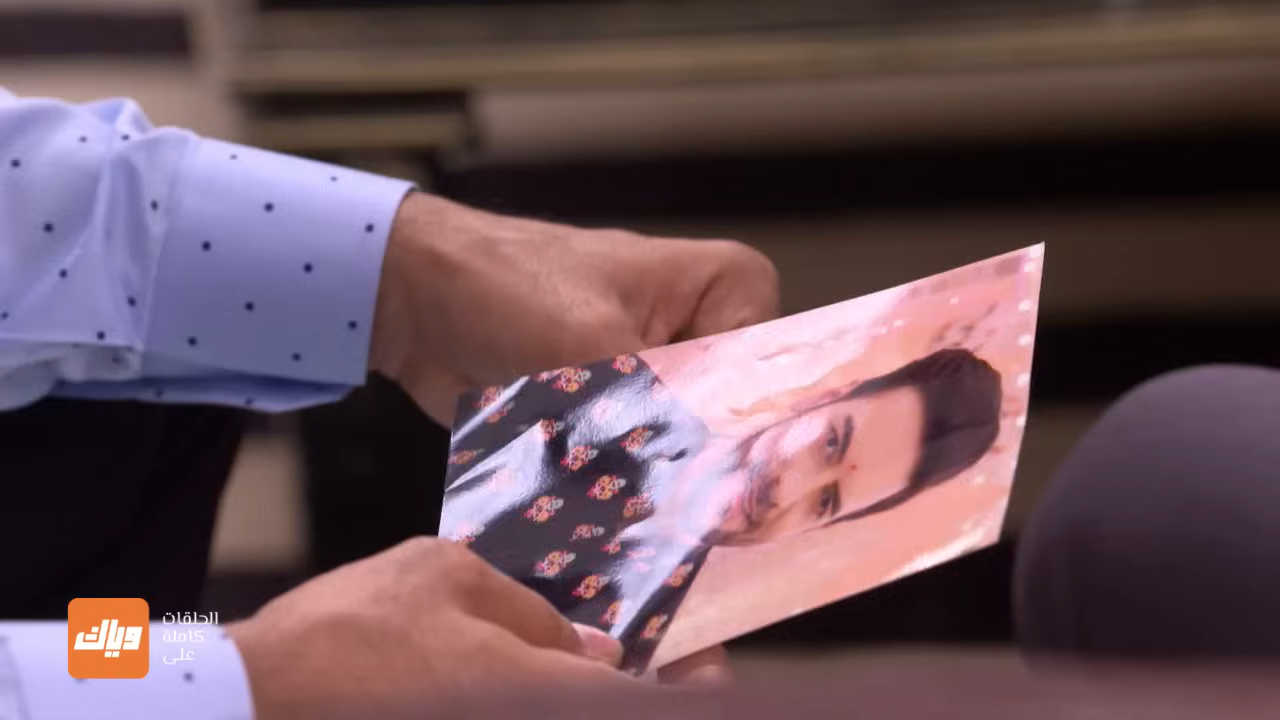 وياك
الحلقات
كاملة
على